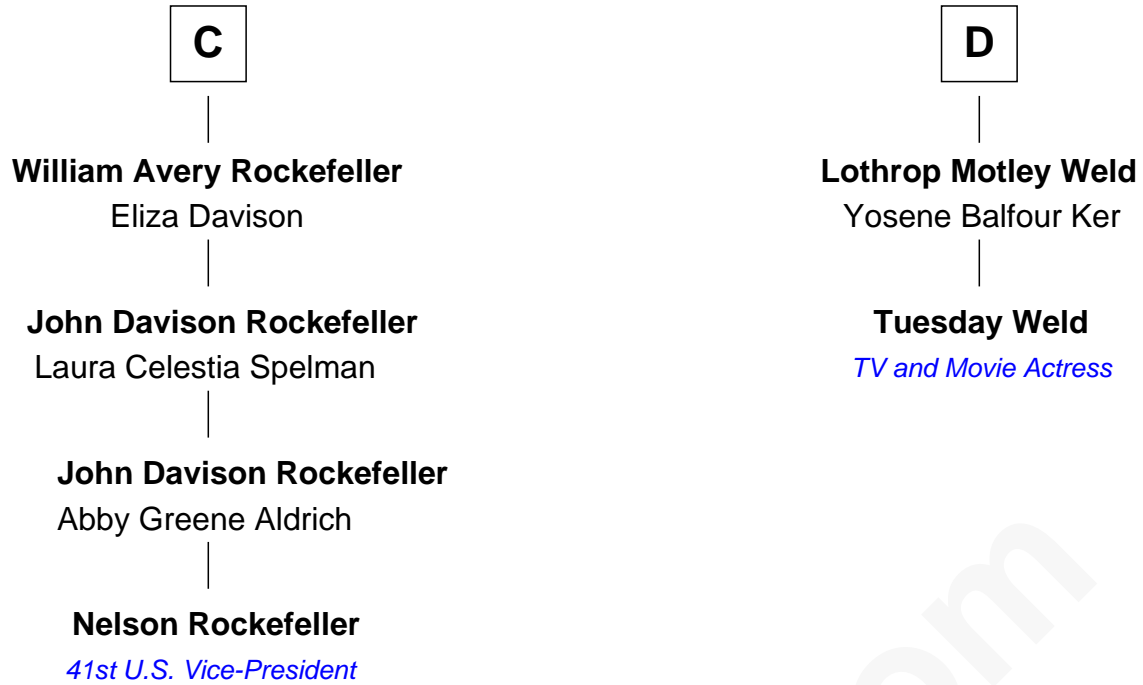 C
William Avery Rockefeller
Eliza Davison
John Davison Rockefeller
Laura Celestia Spelman
John Davison Rockefeller
Abby Greene Aldrich
Nelson Rockefeller
41st U.S. Vice-President
D
Lothrop Motley Weld
Yosene Balfour Ker
Tuesday Weld
TV and Movie Actress
om